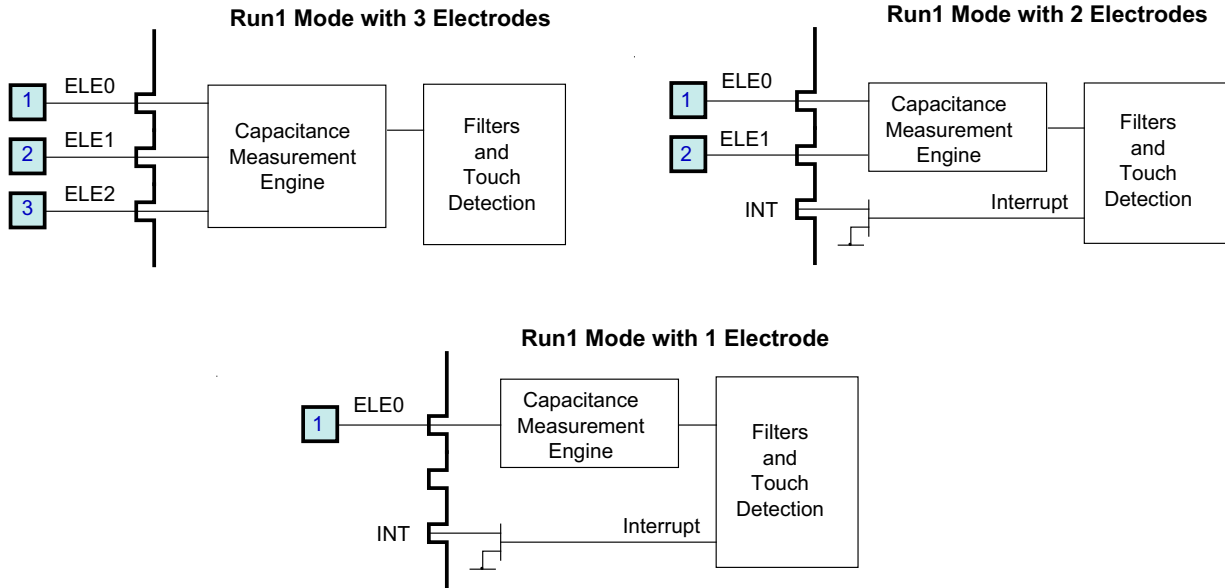 Run1 Mode with 3 Electrodes
1
ELE0
2
ELE1
3
ELE2
Capacitance
Measurement
Engine
Filters
and
Touch
Detection
Run1 Mode with 2 Electrodes
1
ELE0
2
ELE1
INT
Capacitance
Measurement
Engine
Interrupt
Filters
and
Touch
Detection
Run1 Mode with 1 Electrode
1
ELE0
INT
Capacitance
Measurement
Engine
Interrupt
Filters
and
Touch
Detection